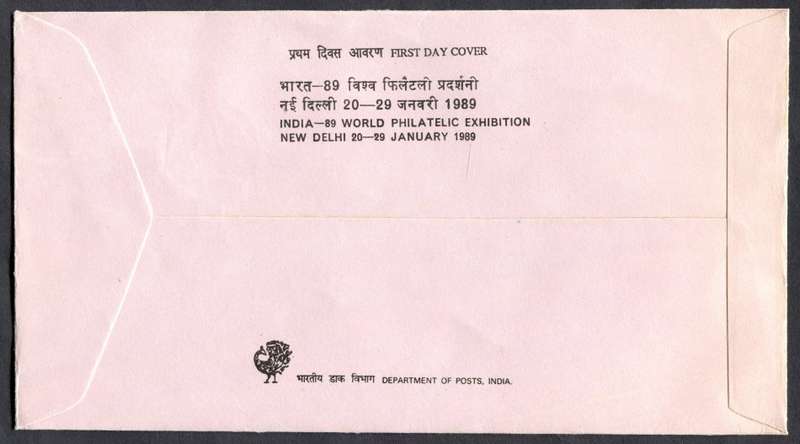 प्रथम दिवस आवरण FIRST DAY COVER
भारत—89 विश्व फिलैटली प्रदर्शनी
नई दिल्ली 20—29 जनवरी 1989
INDIA—89 WORLD PHILATELIC EXHIBITION
NEW DELHI 20—29 JANUARY 1989
भारतीय डाक विभाग DEPARTMENT OF POSTS, INDIA.